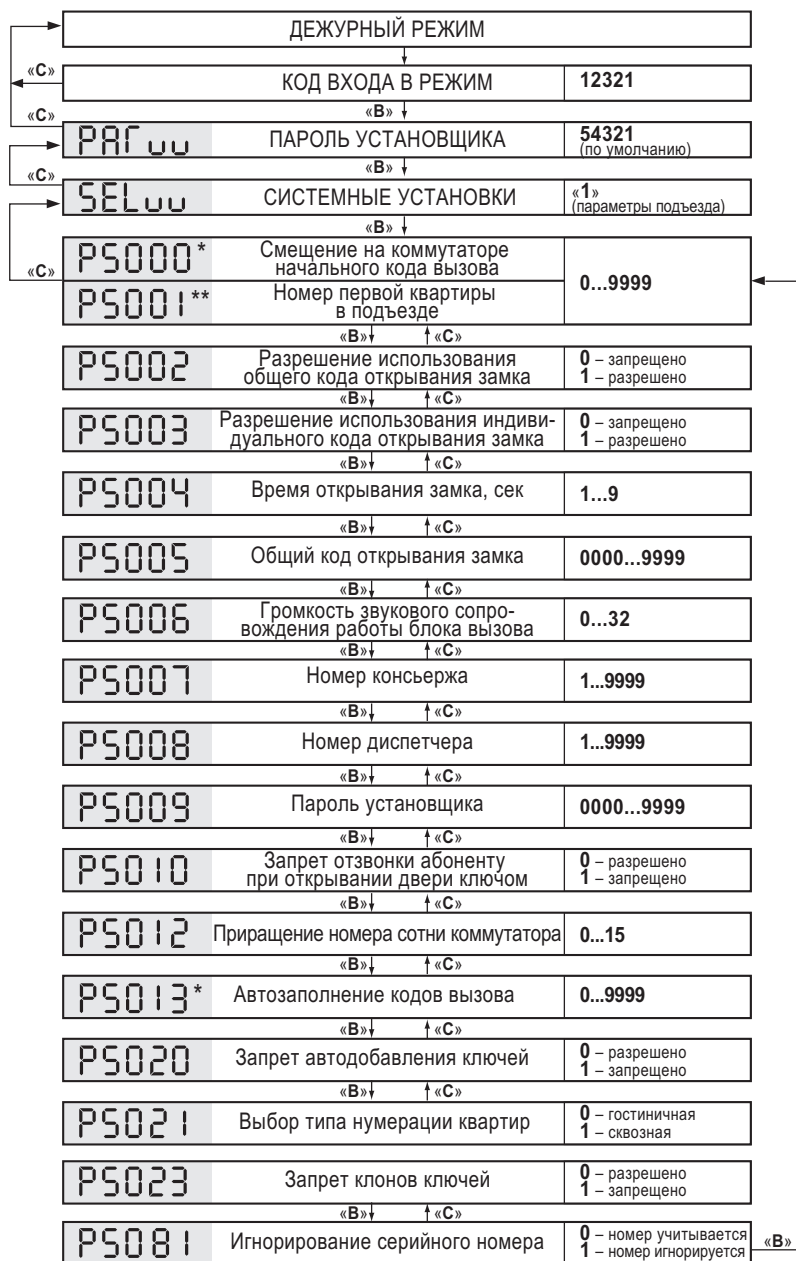 ДЕЖУРНЫЙ РЕЖИМ
«С»
КОД ВХОДА В РЕЖИМ 12321
«В»
«С»
PAГ ПАРОЛЬ УСТАНОВЩИКА 54321
(по умолчанию)
«В»
«С»
SEL СИСТЕМНЫЕ УСТАНОВКИ «1»
(параметры подъезда)
«В»
PS000* Смещение на коммутаторе
начального кода вызова
«С»
0...9999
PS001** Номер первой квартиры
в подъезде
«В» «С»
PS002 Разрешение использования
общего кода открывания замка
0 – запрещено
1 – разрешено
«В» «С»
PS003 Разрешение использования индиви-
дуального кода открывания замка
0 – запрещено
1 – разрешено
«В» «С»
PS004 Время открывания замка, сек 1...9
«В» «С»
PS005 Общий код открывания замка 0000...9999
«В» «С»
PS006 Громкость звукового сопро-
вождения работы блока вызова
0...32
«В» «С»
PS007 Номер консьержа 1...9999
«В» «С»
PS008 Номер диспетчера 1...9999
«В» «С»
PS009 Пароль установщика 0000...9999
«В» «С»
PS010 Запрет отзвонки абоненту
при открывании двери ключом
0 – разрешено
1 – запрещено
«В» «С»
PS012 Приращение номера сотни коммутатора 0...15
«В» «С»
PS013* Автозаполнение кодов вызова 0...9999
«В» «С»
PS020 Запрет автодобавления ключей
0 – разрешено
1 – запрещено
«В» «С»
PS021 Выбор типа нумерации квартир
0 – гостиничная
1 – сквозная
PS023 Запрет клонов ключей
0 – разрешено
1 – запрещено
«В» «С»
PS081 Игнорирование серийного номера
0 – номер учитывается
1 – номер игнорируется
«В»